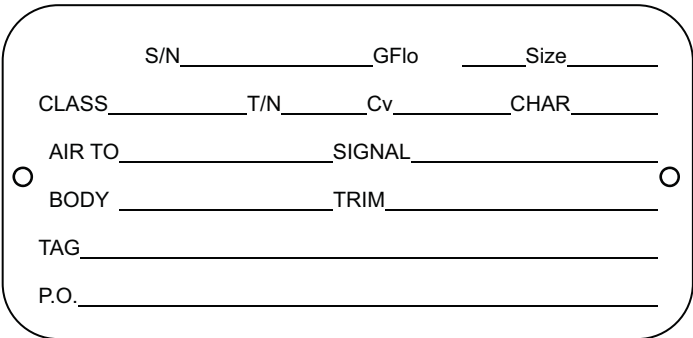 S/N GFlo Size
CLASS T/N Cv CHAR
AIR TO SIGNAL
BODY TRIM
TAG
P.O.